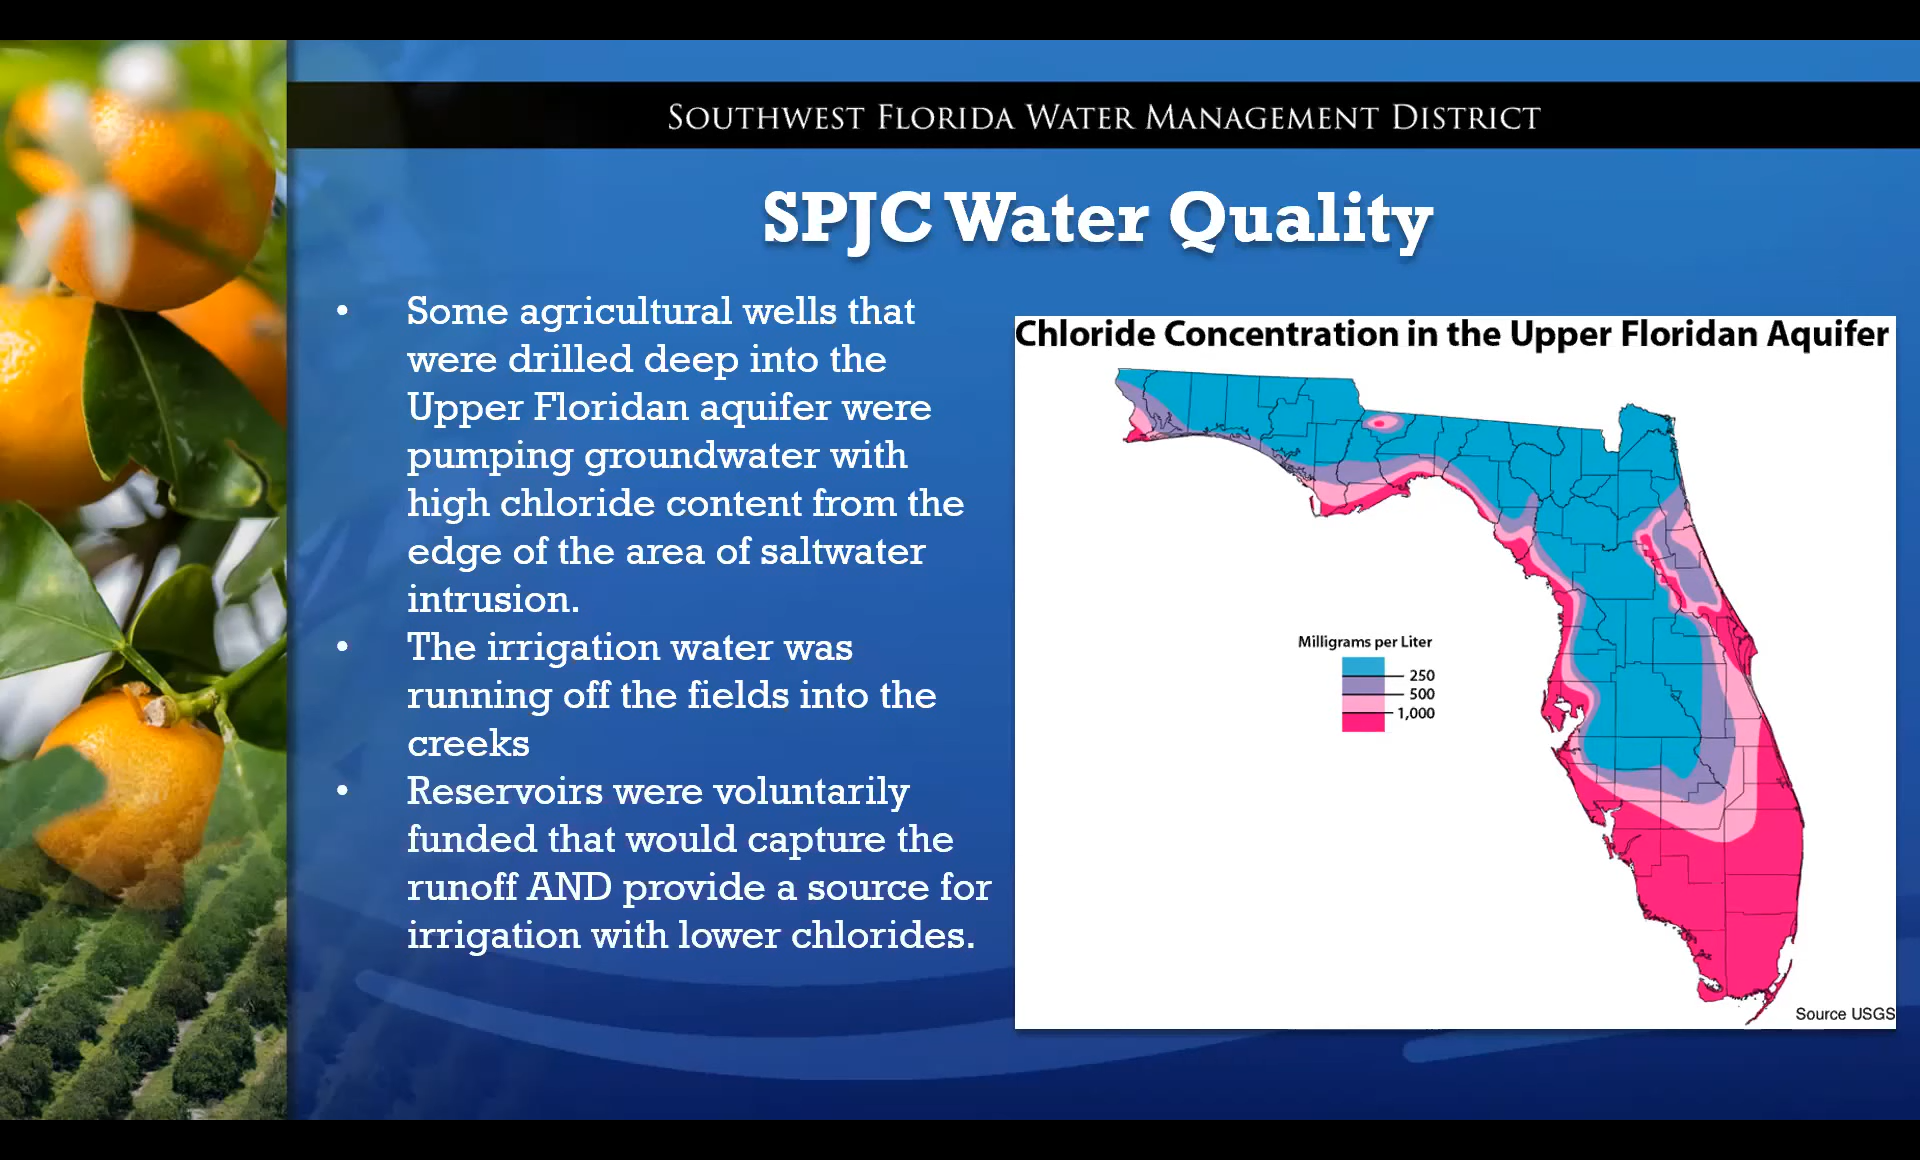 SOUTHWEST FLORIDA WATER MANAGEMENT DISTRICT
SPJC Water Quality
• Some agricultural wells that
were drilled deep into the
Upper Floridan aquifer were
pumping groundwater with
high chloride content from the
edge of the area of saltwater
intrusion.
• The irrigation water was
running off the fields into the
creeks
• Reservoirs were voluntarily
funded that would capture the
runoff AND provide a source for
irrigation with lower chlorides.
Chloride Concentration in the Upper Floridan Aquifer
Milligrams per Liter
250
500
1,000
Source USGS